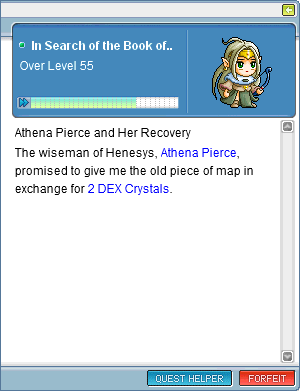 In Search of the Book of..
Over Level 55
Athena Pierce and Her Recovery
The wiseman of Henesys, Athena Pierce,
promised to give me the old piece of map in
exchange for 2 DEX Crystals.
QUEST HELPER FORFEIT